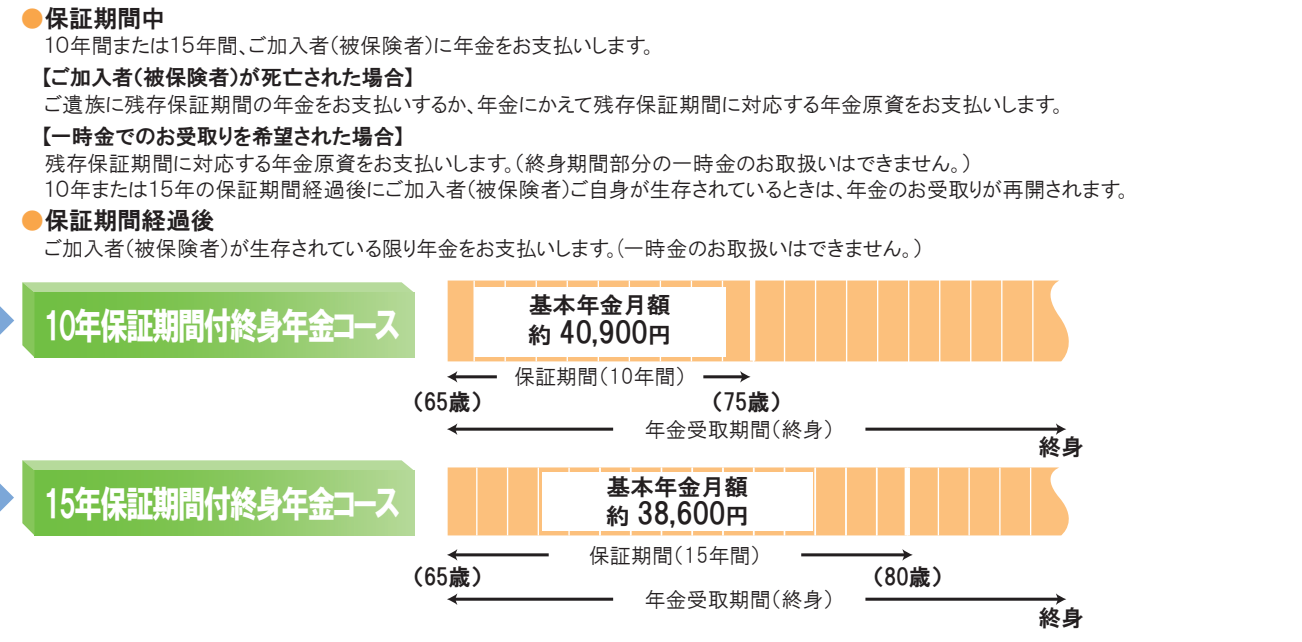 ●保証期間中
10年間または15年間、ご加入者(被保険者)に年金をお支払いします。
【ご加入者(被保険者)が死亡された場合】
ご遺族に残存保証期間の年金をお支払いするか、年金にかえて残存保証期間に対応する年金原資をお支払いします。
【一時金でのお受取りを希望された場合】
残存保証期間に対応する年金原資をお支払いします。(終身期間部分の一時金のお取扱いはできません。)
10年または15年の保証期間経過後にご加入者(被保険者)ご自身が生存されているときは、年金のお受取りが再開されます。
●保証期間経過後
ご加入者(被保険者)が生存されている限り年金をお支払いします。(一時金のお取扱いはできません。)
10年保証期間付終身年金コース
基本年金月額
約 40,900円
保証期間(10年間)
(65歳)
(75歳)
年金受取期間(終身)
終身
15年保証期間付終身年金コース
基本年金月額
約 38,600円
保証期間(15年間)
(65歳)
(80歳)
年金受取期間(終身)
終身